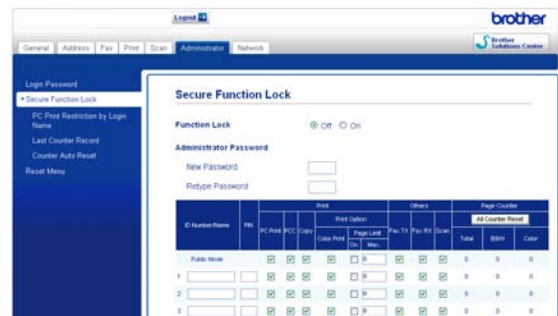 Logout
brother
General Address Fax Print Scan Administrator Network
Brother Solutions Center
Login Password
Secure Function Lock
PC Print Restriction by Login Name
Last Counter Record
Counter Auto Reset
Reset Menu
Secure Function Lock
Function Lock Off On
Administrator Password
New Password
Retype Password
Print Others Page Counter
Print Option All Counter Reset
ID Number/Name PIN PC Print PCC Copy Color Print Page Limit Fax TX Fax RX Scan Total B&W Color
On Max.
Public Mode 0 0 0 0
1 0 0 0 0
2 0 0 0 0
3 0 0 0 0